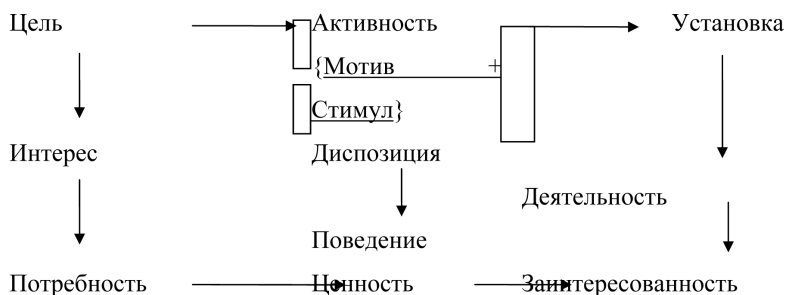 Цель Активность Установка
{Мотив +
Стимул}
Интерес Диспозиция
Деятельность
Поведение
Потребность Ценность Заинтересованность